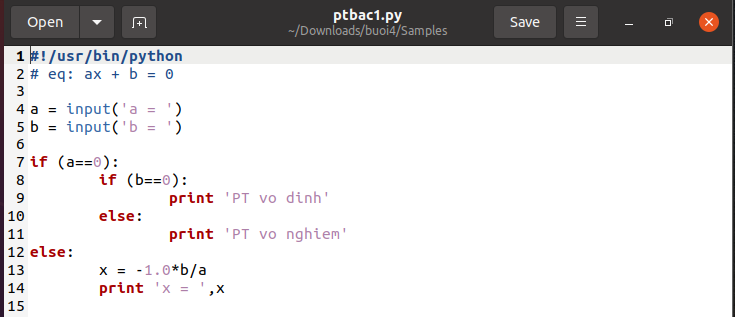 Open
ptbac1.py
~/Downloads/buoi4/Samples
Save
1 #!/usr/bin/python
2 # eq: ax + b = 0
3
4 a = input('a = ')
5 b = input('b = ')
6
7 if (a==0):
8         if (b==0):
9                 print 'PT vo dinh'
10         else:
11                 print 'PT vo nghiem'
12 else:
13         x = -1.0*b/a
14         print 'x = ',x
15